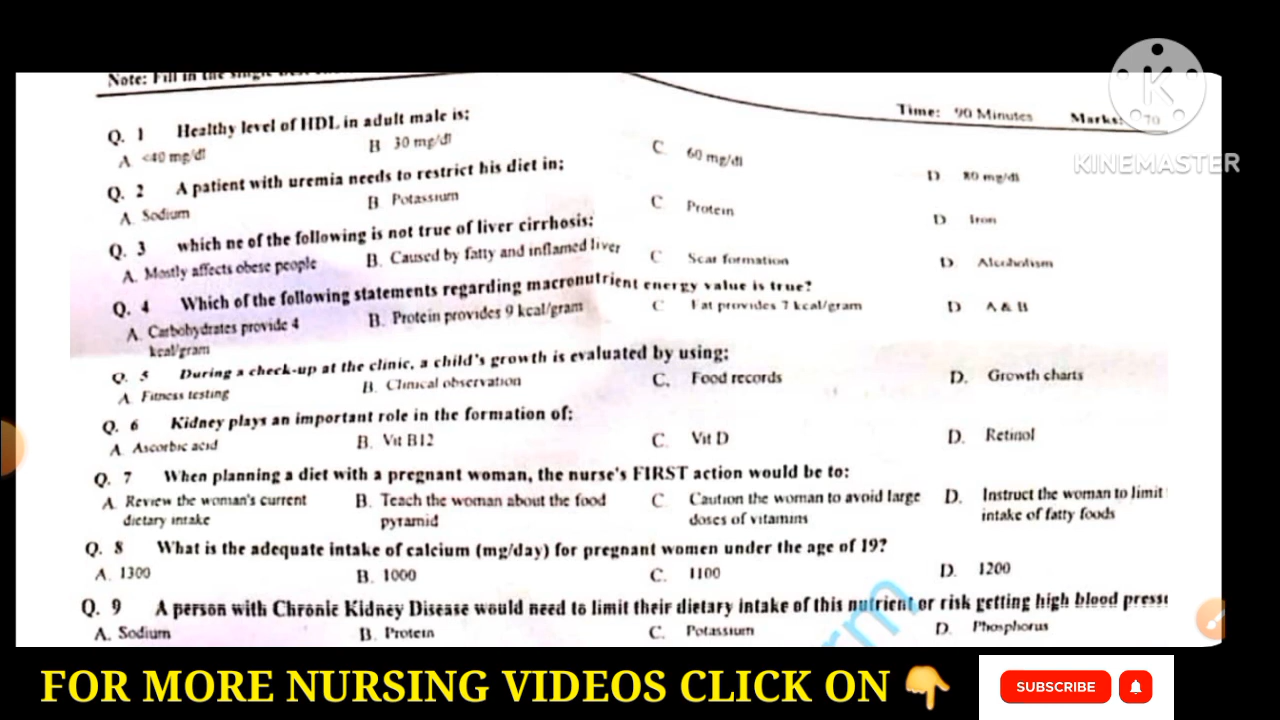 Note: Fill in the single
Time: 90 Minutes Marks: 70
KINEMASTER
Q. 1 Healthy level of HDL in adult male is:
A <40 mg/dl B 30 mg/dl C 60 mg/dl D 80 mg/dl
Q. 2 A patient with uremia needs to restrict his diet in:
A. Sodium B Potassium C Protein D Iron
Q. 3 which ne of the following is not true of liver cirrhosis:
A. Mostly affects obese people B. Caused by fatty and inflamed liver C Scar formation D. Alcoholism
Q. 4 Which of the following statements regarding macronutrient energy value is true?
A. Carbohydrates provide 4 B. Protein provides 9 kcal/gram C Fat provides 7 kcal/gram D A & B
kcal/gram
Q. 5 During a check-up at the clinic, a child's growth is evaluated by using:
A. Fitness testing B. Clinical observation C. Food records D. Growth charts
Q. 6 Kidney plays an important role in the formation of:
A. Ascorbic acid B. Vit B12 C. Vit D D. Retinol
Q. 7 When planning a diet with a pregnant woman, the nurse's FIRST action would be to:
A. Review the woman's current B. Teach the woman about the food C. Caution the woman to avoid large D. Instruct the woman to limit
dietary intake pyramid doses of vitamins intake of fatty foods
Q. 8 What is the adequate intake of calcium (mg/day) for pregnant women under the age of 19?
A. 1300 B. 1000 C. 1100 D. 1200
Q. 9 A person with Chronic Kidney Disease would need to limit their dietary intake of this nutrient or risk getting high blood press
A. Sodium B. Protein C. Potassium D. Phosphorus
FOR MORE NURSING VIDEOS CLICK ON
SUBSCRIBE